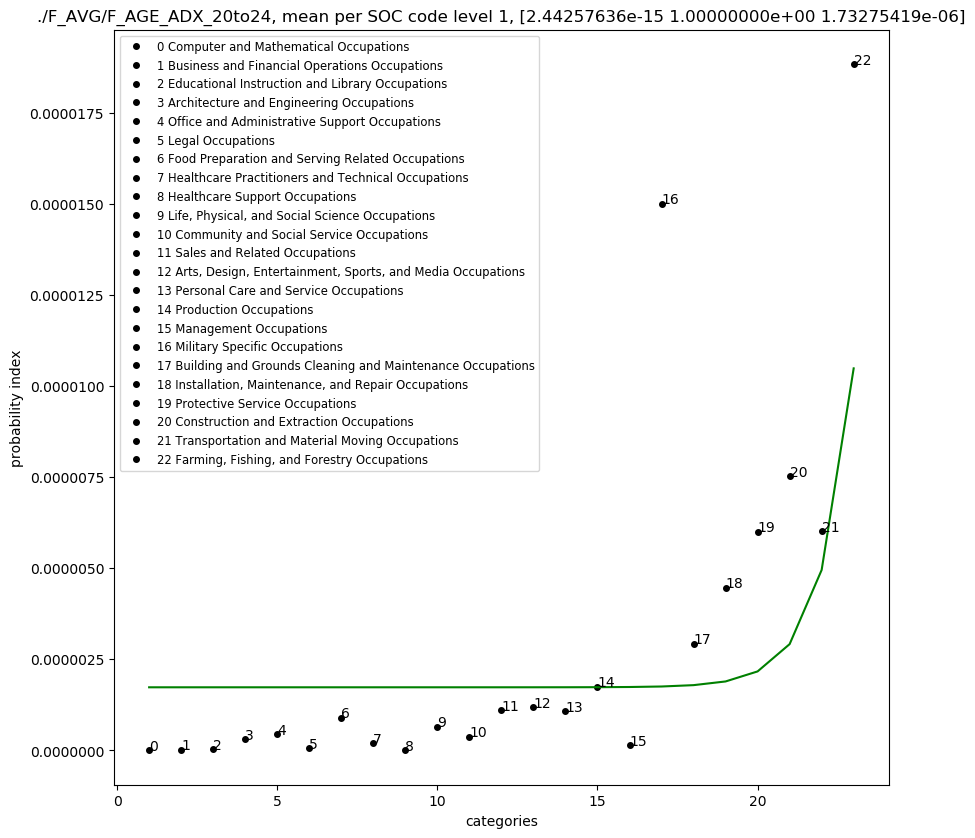 ./F_AVG/F_AGE_ADX_20to24, mean per SOC code level 1, [2.44257636e-15 1.00000000e+00 1.73275419e-06]
0 Computer and Mathematical Occupations
1 Business and Financial Operations Occupations
2 Educational Instruction and Library Occupations
3 Architecture and Engineering Occupations
4 Office and Administrative Support Occupations
5 Legal Occupations
6 Food Preparation and Serving Related Occupations
7 Healthcare Practitioners and Technical Occupations
8 Healthcare Support Occupations
9 Life, Physical, and Social Science Occupations
10 Community and Social Service Occupations
11 Sales and Related Occupations
12 Arts, Design, Entertainment, Sports, and Media Occupations
13 Personal Care and Service Occupations
14 Production Occupations
15 Management Occupations
16 Military Specific Occupations
17 Building and Grounds Cleaning and Maintenance Occupations
18 Installation, Maintenance, and Repair Occupations
19 Protective Service Occupations
20 Construction and Extraction Occupations
21 Transportation and Material Moving Occupations
22 Farming, Fishing, and Forestry Occupations
probability index
0.0000175
0.0000150
0.0000125
0.0000100
0.0000075
0.0000050
0.0000025
0.0000000
0
1
2
3
4
5
6
7
8
9
10
11
12
13
14
15
16
17
18
19
20
21
22
0
5
10
15
20
categories